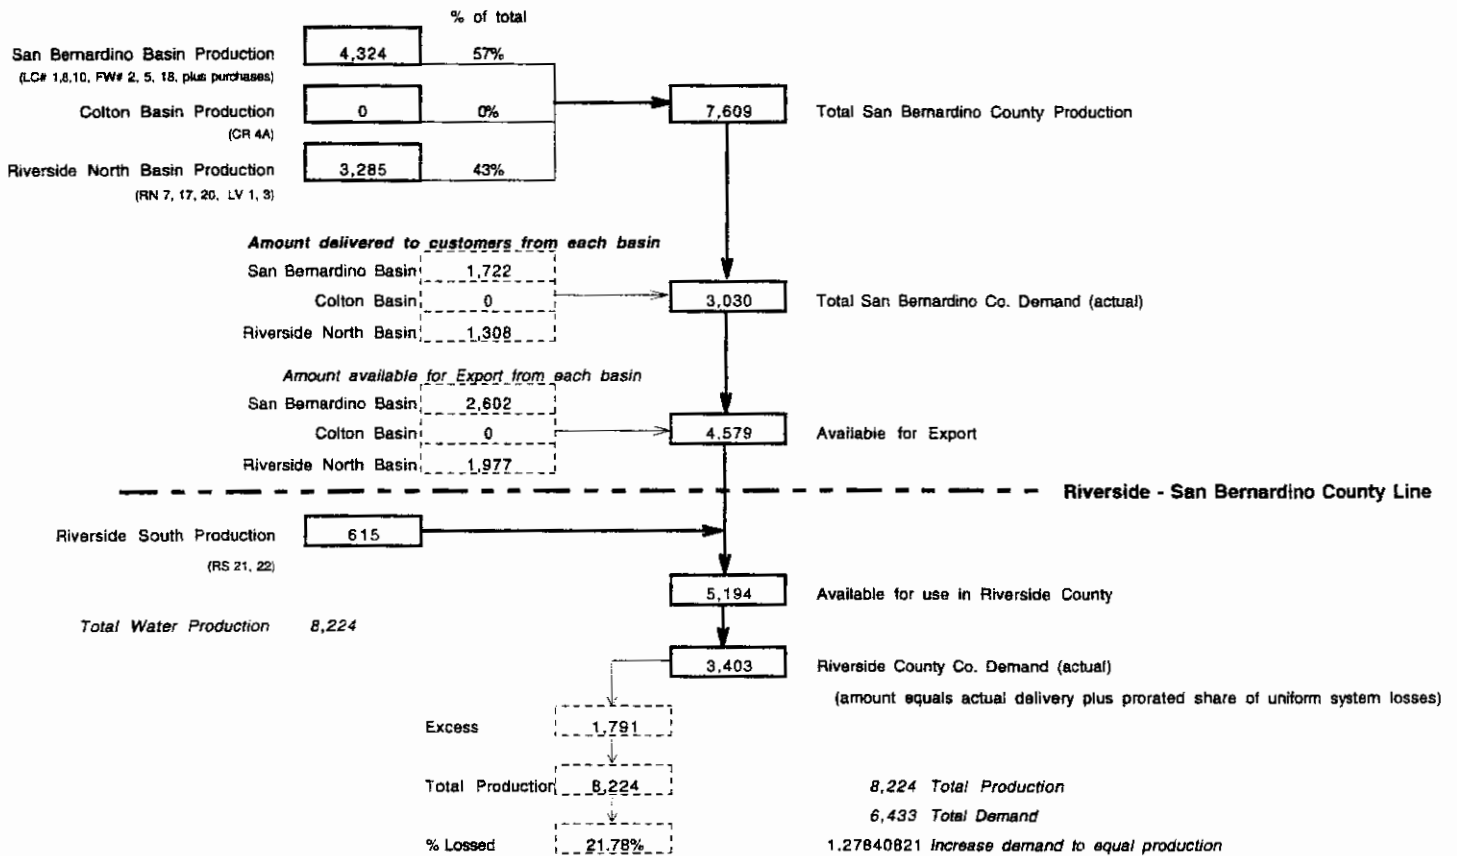 % of total
San Bernardino Basin Production 4,324 57%
(LC# 1,8,10, FW# 2, 5, 18, plus purchases)
Colton Basin Production 0 0% 7,609 Total San Bernardino County Production
(CR 4A)
Riverside North Basin Production 3,285 43%
(RN 7, 17, 20, LV 1, 3)
Amount delivered to customers from each basin
San Bernardino Basin 1,722
Colton Basin 0 3,030 Total San Bernardino Co. Demand (actual)
Riverside North Basin 1,308
Amount available for Export from each basin
San Bernardino Basin 2,602
Colton Basin 0 4,579 Available for Export
Riverside North Basin 1,977
Riverside - San Bernardino County Line
Riverside South Production 615
(RS 21, 22)
5,194 Available for use in Riverside County
Total Water Production 8,224
3,403 Riverside County Co. Demand (actual)
(amount equals actual delivery plus prorated share of uniform system losses)
Excess 1,791
Total Production 8,224 8,224 Total Production
6,433 Total Demand
% Lossed 21.78% 1.27840821 Increase demand to equal production